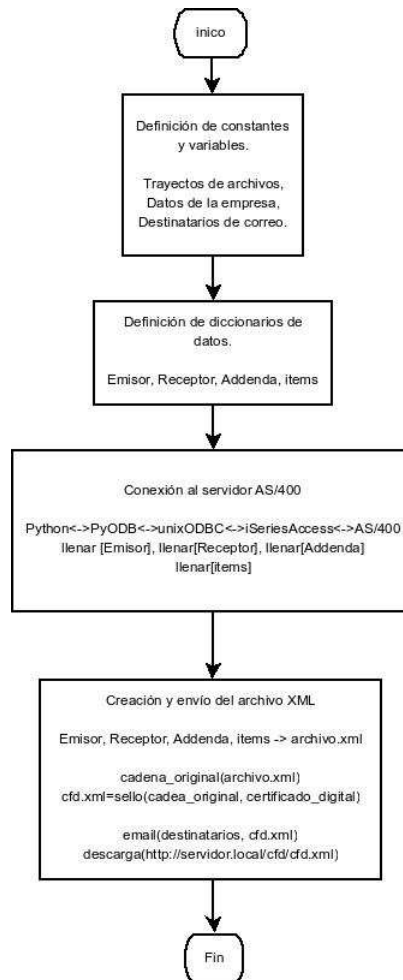 inico
Definición de constantes
y variables.
Trayectos de archivos,
Datos de la empresa,
Destinatarios de correo.
Definición de diccionarios de
datos.
Emisor, Receptor, Addenda, items
Conexión al servidor AS/400
Python<->PyODB<->unixODBC<->iSeriesAccess<->AS/400
llenar [Emisor], llenar[Receptor], llenar[Addenda]
llenar[items]
Creación y envío del archivo XML
Emisor, Receptor, Addenda, items -> archivo.xml
cadena_original(archivo.xml)
cfd.xml=sello(cadea_original, certificado_digital)
email(destinatarios, cfd.xml)
descarga(http://servidor.local/cfd/cfd.xml)
Fin